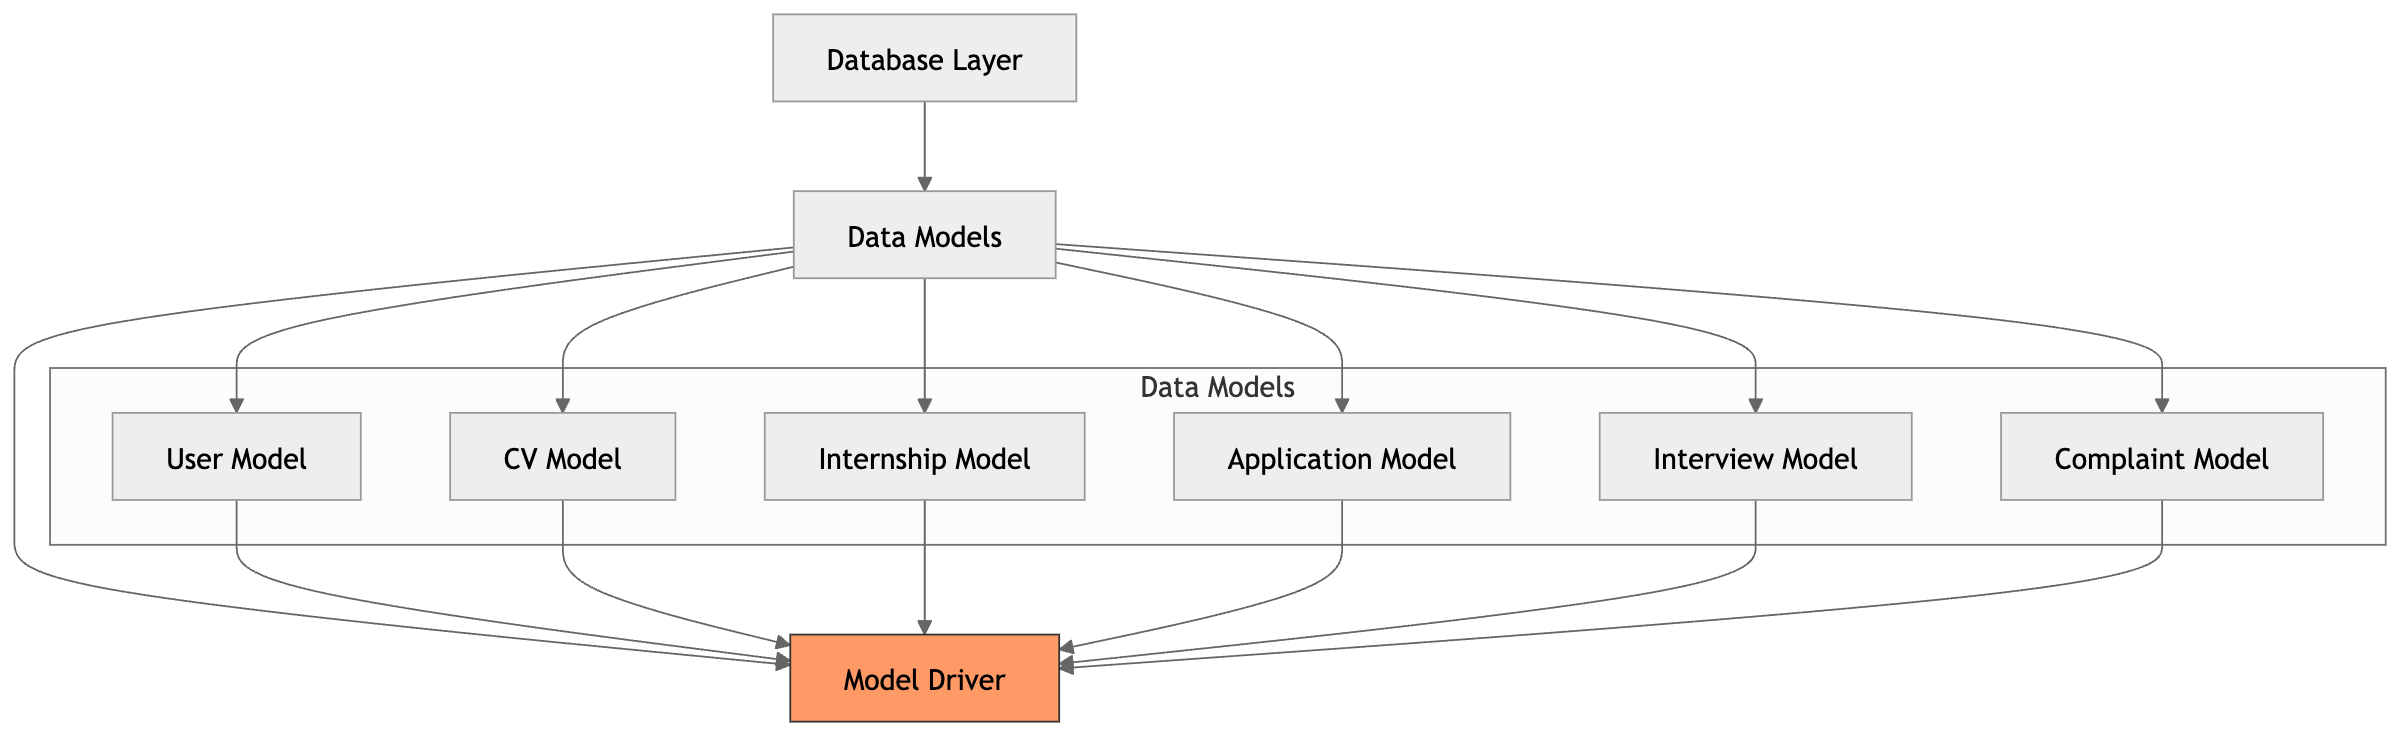 Database Layer
Data Models
Data Models
User Model
CV Model
Internship Model
Application Model
Interview Model
Complaint Model
Model Driver